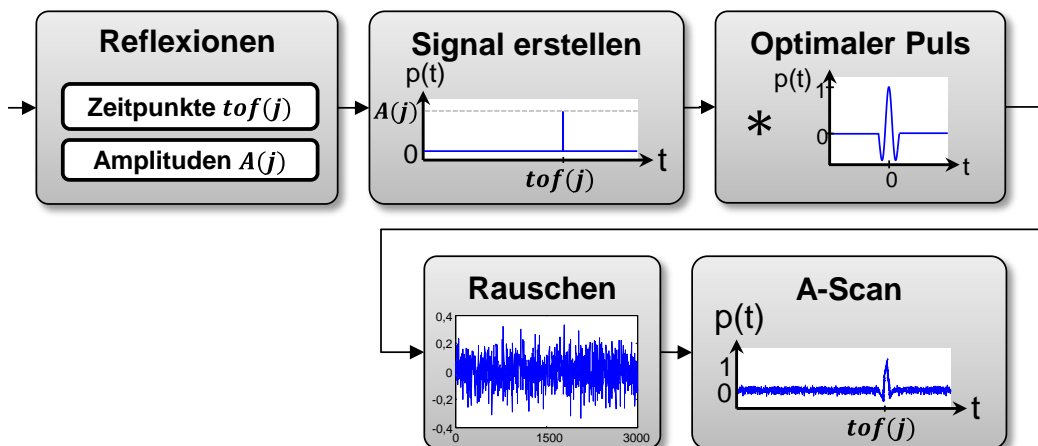 Reflexionen
Zeitpunkte tof(j)
Amplituden A(j)
Signal erstellen
p(t)
A(j)
0
t
tof(j)
Optimaler Puls
p(t)
1
*
0
t
0
Rauschen
0,4
0,2
0
-0,2
-0,4
0 1500 3000
A-Scan
p(t)
1
0
t
tof(j)